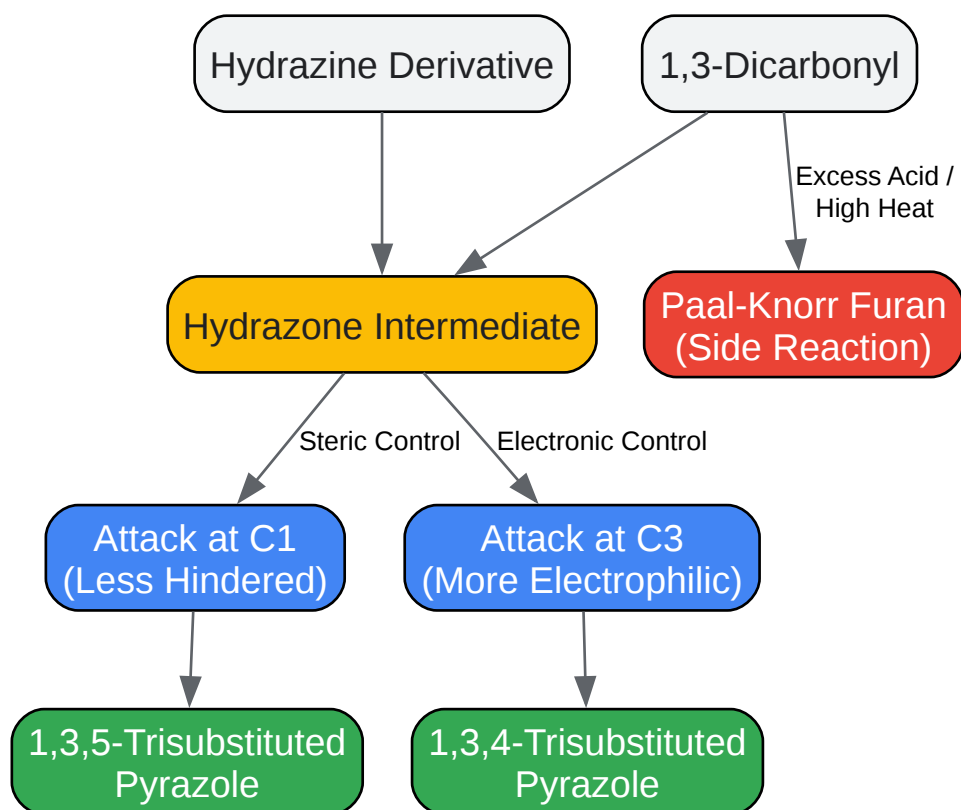 Hydrazine Derivative
1,3-Dicarbonyl
Excess Acid /
High Heat
Hydrazone Intermediate
Paal-Knorr Furan
(Side Reaction)
Steric Control
Electronic Control
Attack at C1
(Less Hindered)
Attack at C3
(More Electrophilic)
1,3,5-Trisubstituted
Pyrazole
1,3,4-Trisubstituted
Pyrazole